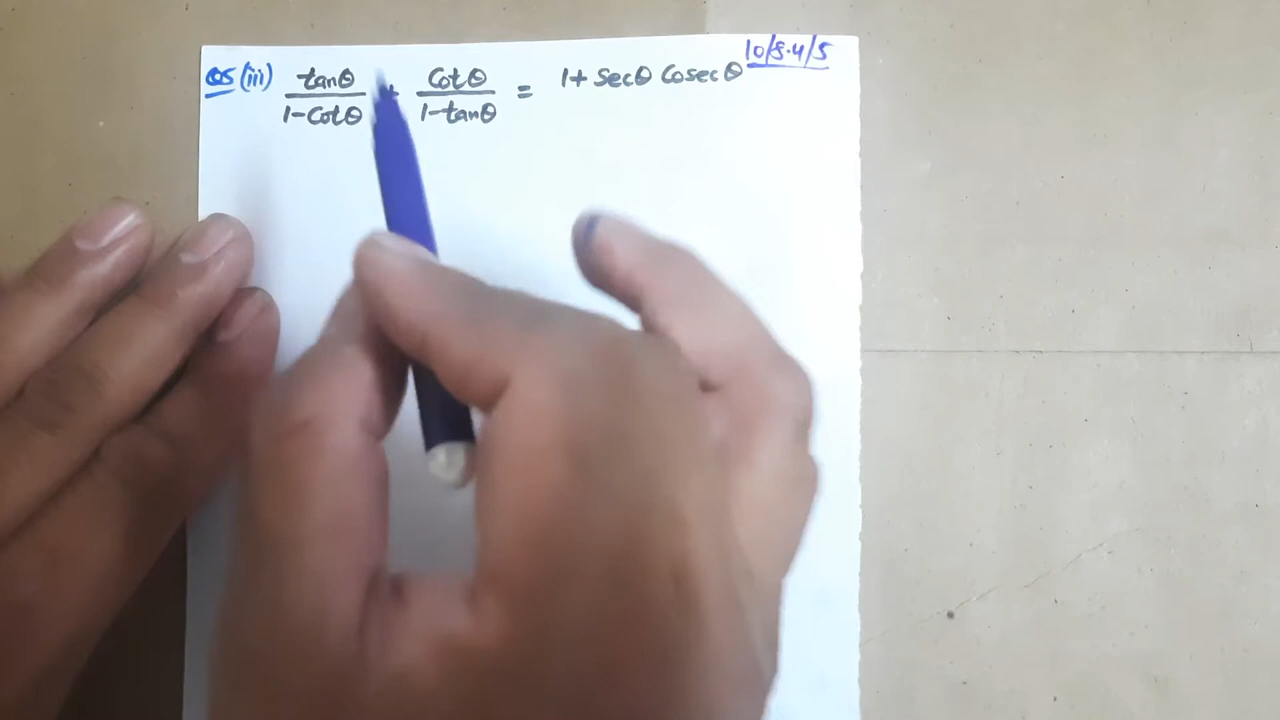 10/8.4/5
Q5 (iii) tanθ/1-Cotθ + Cotθ/1-tanθ = 1+ secθ Cosecθ